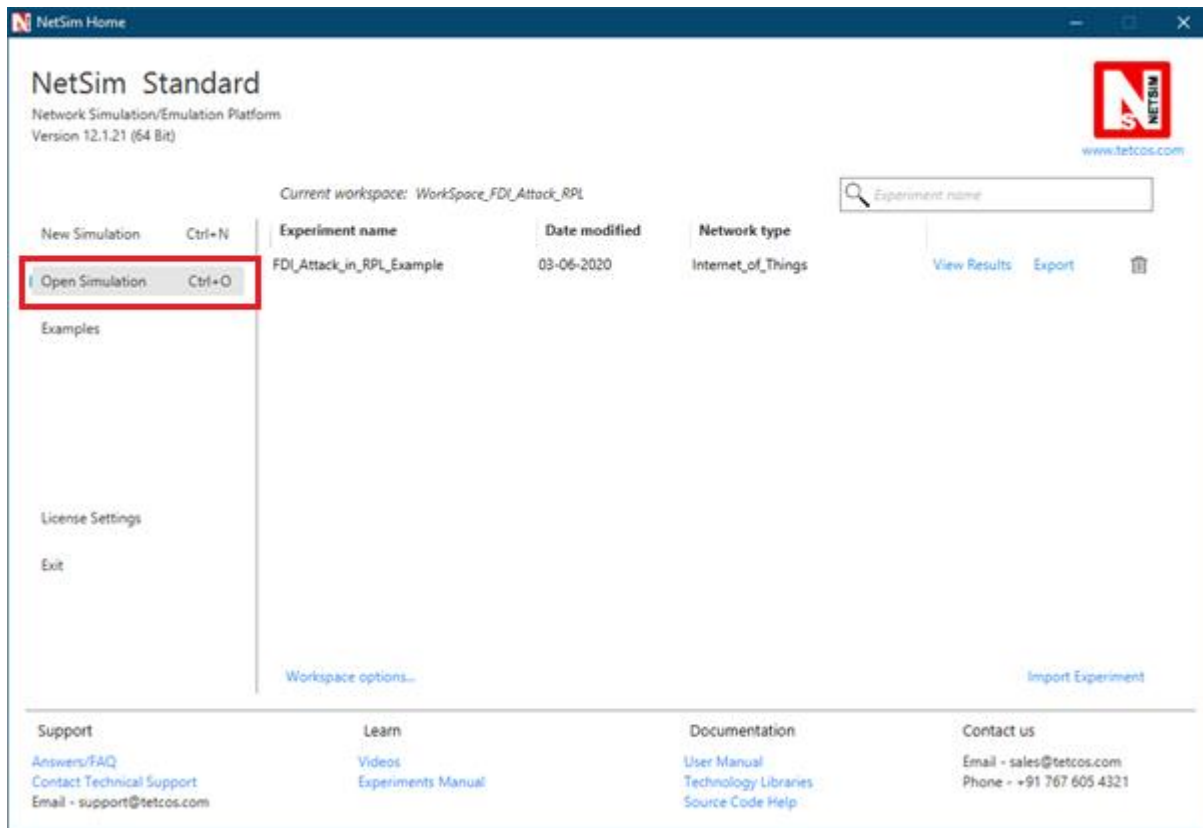 NetSim Home
NetSim Standard
Network Simulation/Emulation Platform
Version 12.1.21 (64 Bit)
NETSIM
www.tetcos.com
Current workspace: WorkSpace_FDI_Attack_RPL
Experiment name
New Simulation Ctrl+N
Open Simulation Ctrl+O
Examples
License Settings
Exit
Experiment name Date modified Network type
FDI_Attack_in_RPL_Example 03-06-2020 Internet_of_Things View Results Export
Workspace options...
Import Experiment
Support
Answers/FAQ
Contact Technical Support
Email - support@tetcos.com
Learn
Videos
Experiments Manual
Documentation
User Manual
Technology Libraries
Source Code Help
Contact us
Email - sales@tetcos.com
Phone - +91 767 605 4321